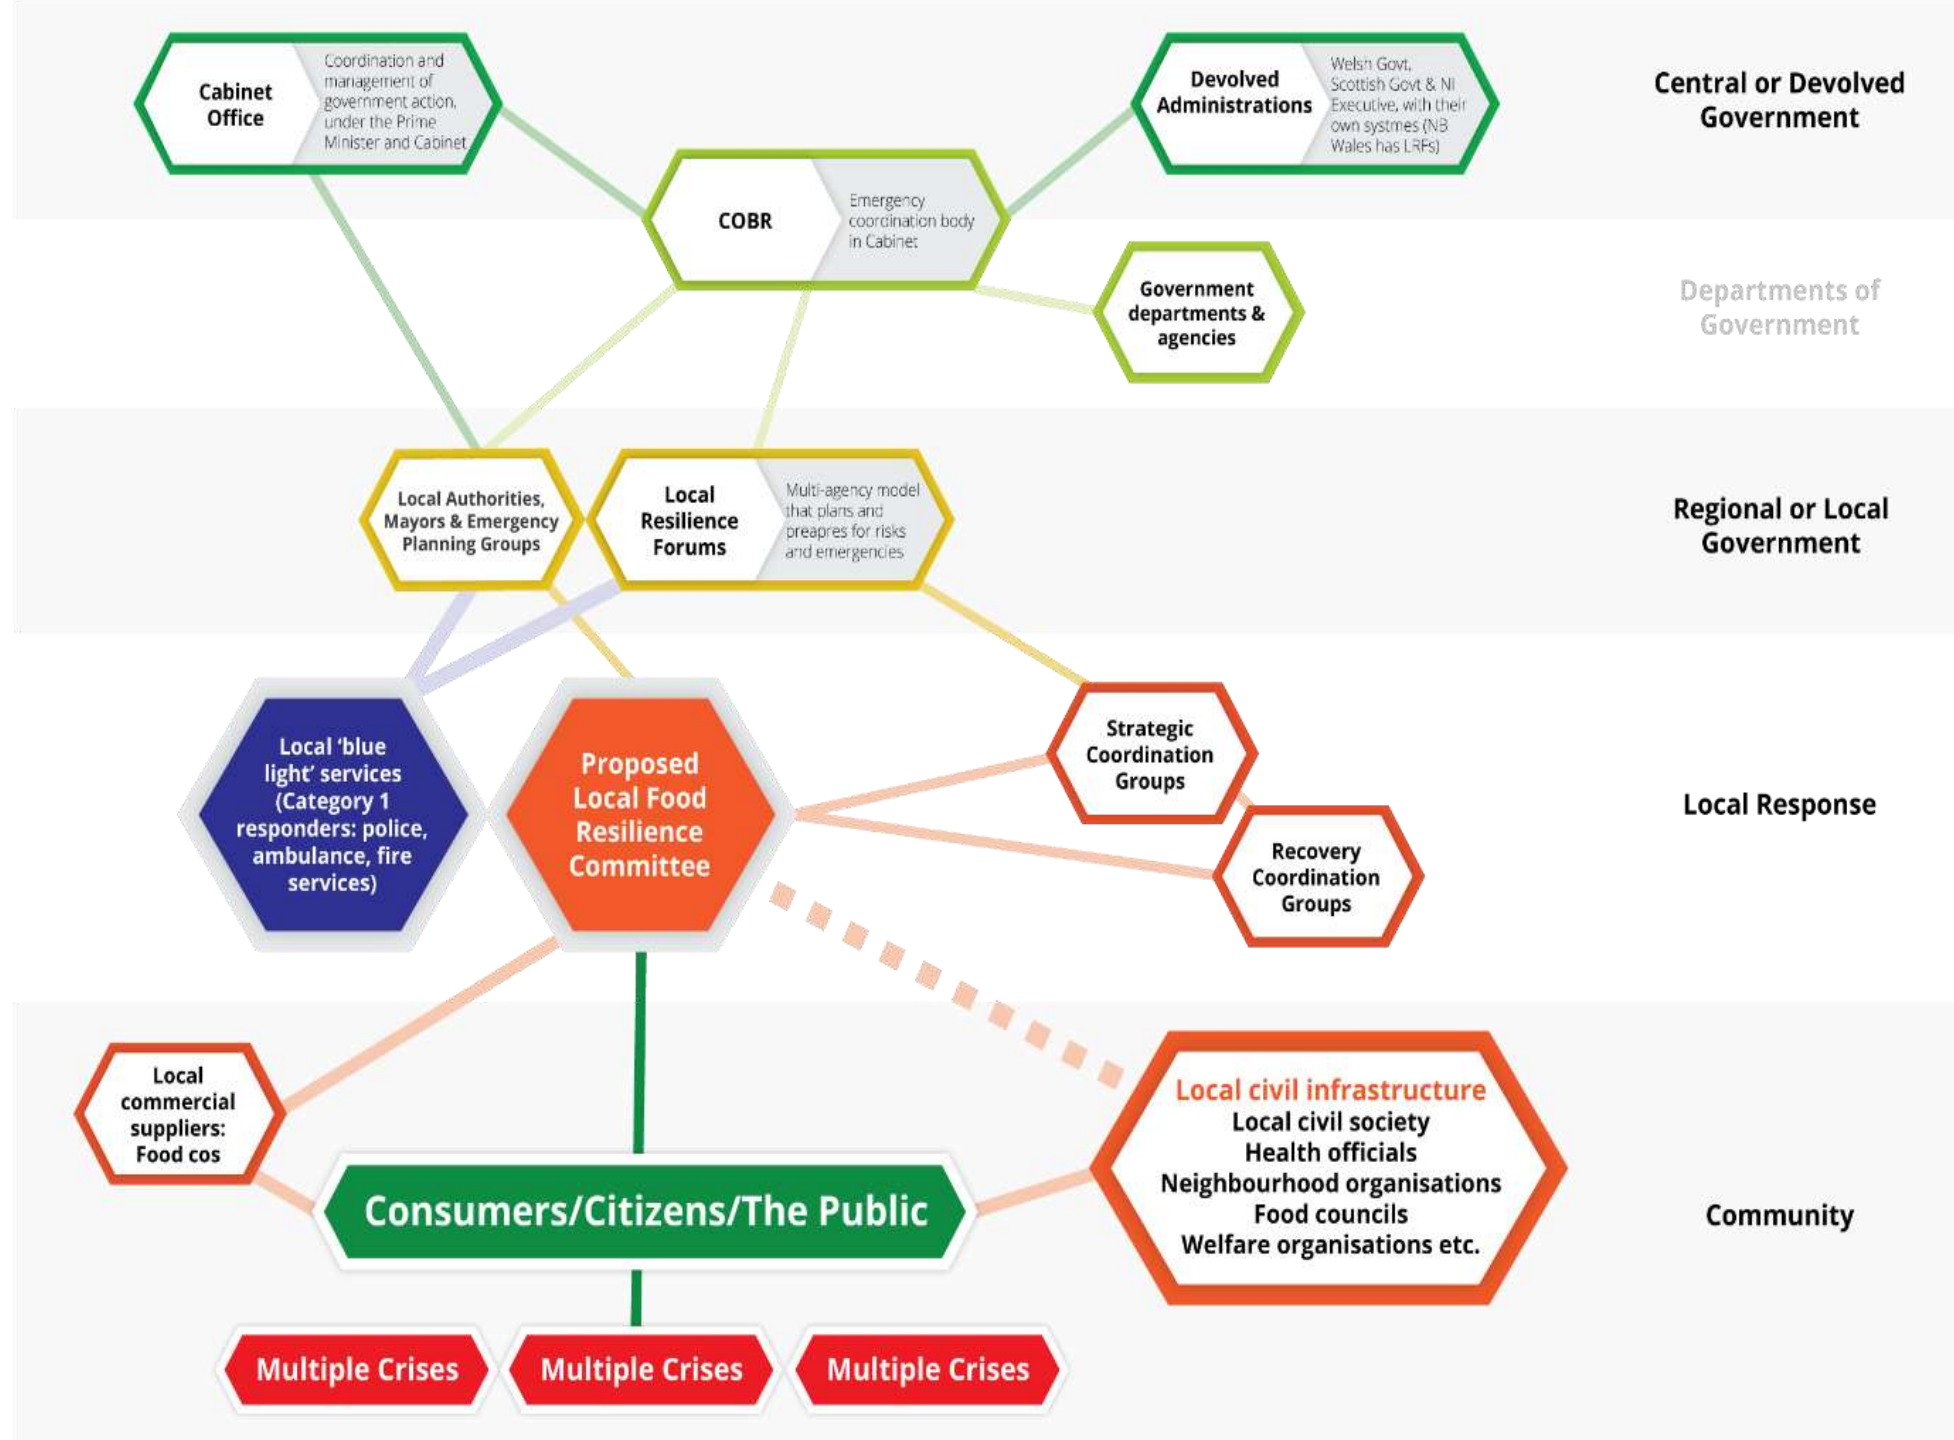 Cabinet
Office
Coordination and
management of
government action,
under the Prime
Minister and Cabinet
Devolved
Administrations
Welsh Govt,
Scottish Govt & NI
Executive, with their
own systmes (NB
Wales has LRFs)
Central or Devolved
Government
COBR
Emergency
coordination body
in Cabinet
Government
departments &
agencies
Departments of
Government
Local Authorities,
Mayors & Emergency
Planning Groups
Local
Resilience
Forums
Multi-agency model
that plans and
preapres for risks
and emergencies
Regional or Local
Government
Local ‘blue
light’ services
(Category 1
responders: police,
ambulance, fire
services)
Proposed
Local Food
Resilience
Committee
Strategic
Coordination
Groups
Recovery
Coordination
Groups
Local Response
Local
commercial
suppliers:
Food cos
Consumers/Citizens/The Public
Local civil infrastructure
Local civil society
Health officials
Neighbourhood organisations
Food councils
Welfare organisations etc.
Community
Multiple Crises
Multiple Crises
Multiple Crises